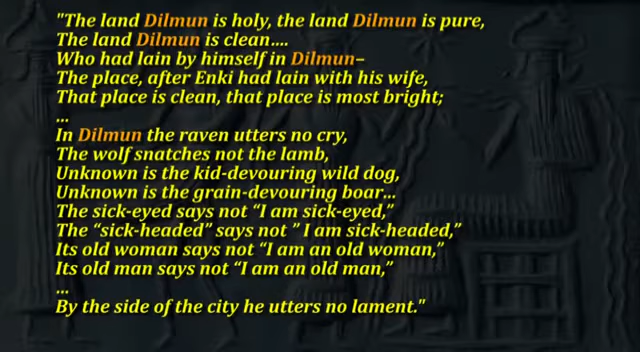 "The land Dilmun is holy, the land Dilmun is pure,
The land Dilmun is clean....
Who had lain by himself in Dilmun–
The place, after Enki had lain with his wife,
That place is clean, that place is most bright;
...
In Dilmun the raven utters no cry,
The wolf snatches not the lamb,
Unknown is the kid-devouring wild dog,
Unknown is the grain-devouring boar...
The sick-eyed says not “I am sick-eyed,”
The “sick-headed” says not ” I am sick-headed,”
Its old woman says not “I am an old woman,”
Its old man says not “I am an old man,”
...
By the side of the city he utters no lament."